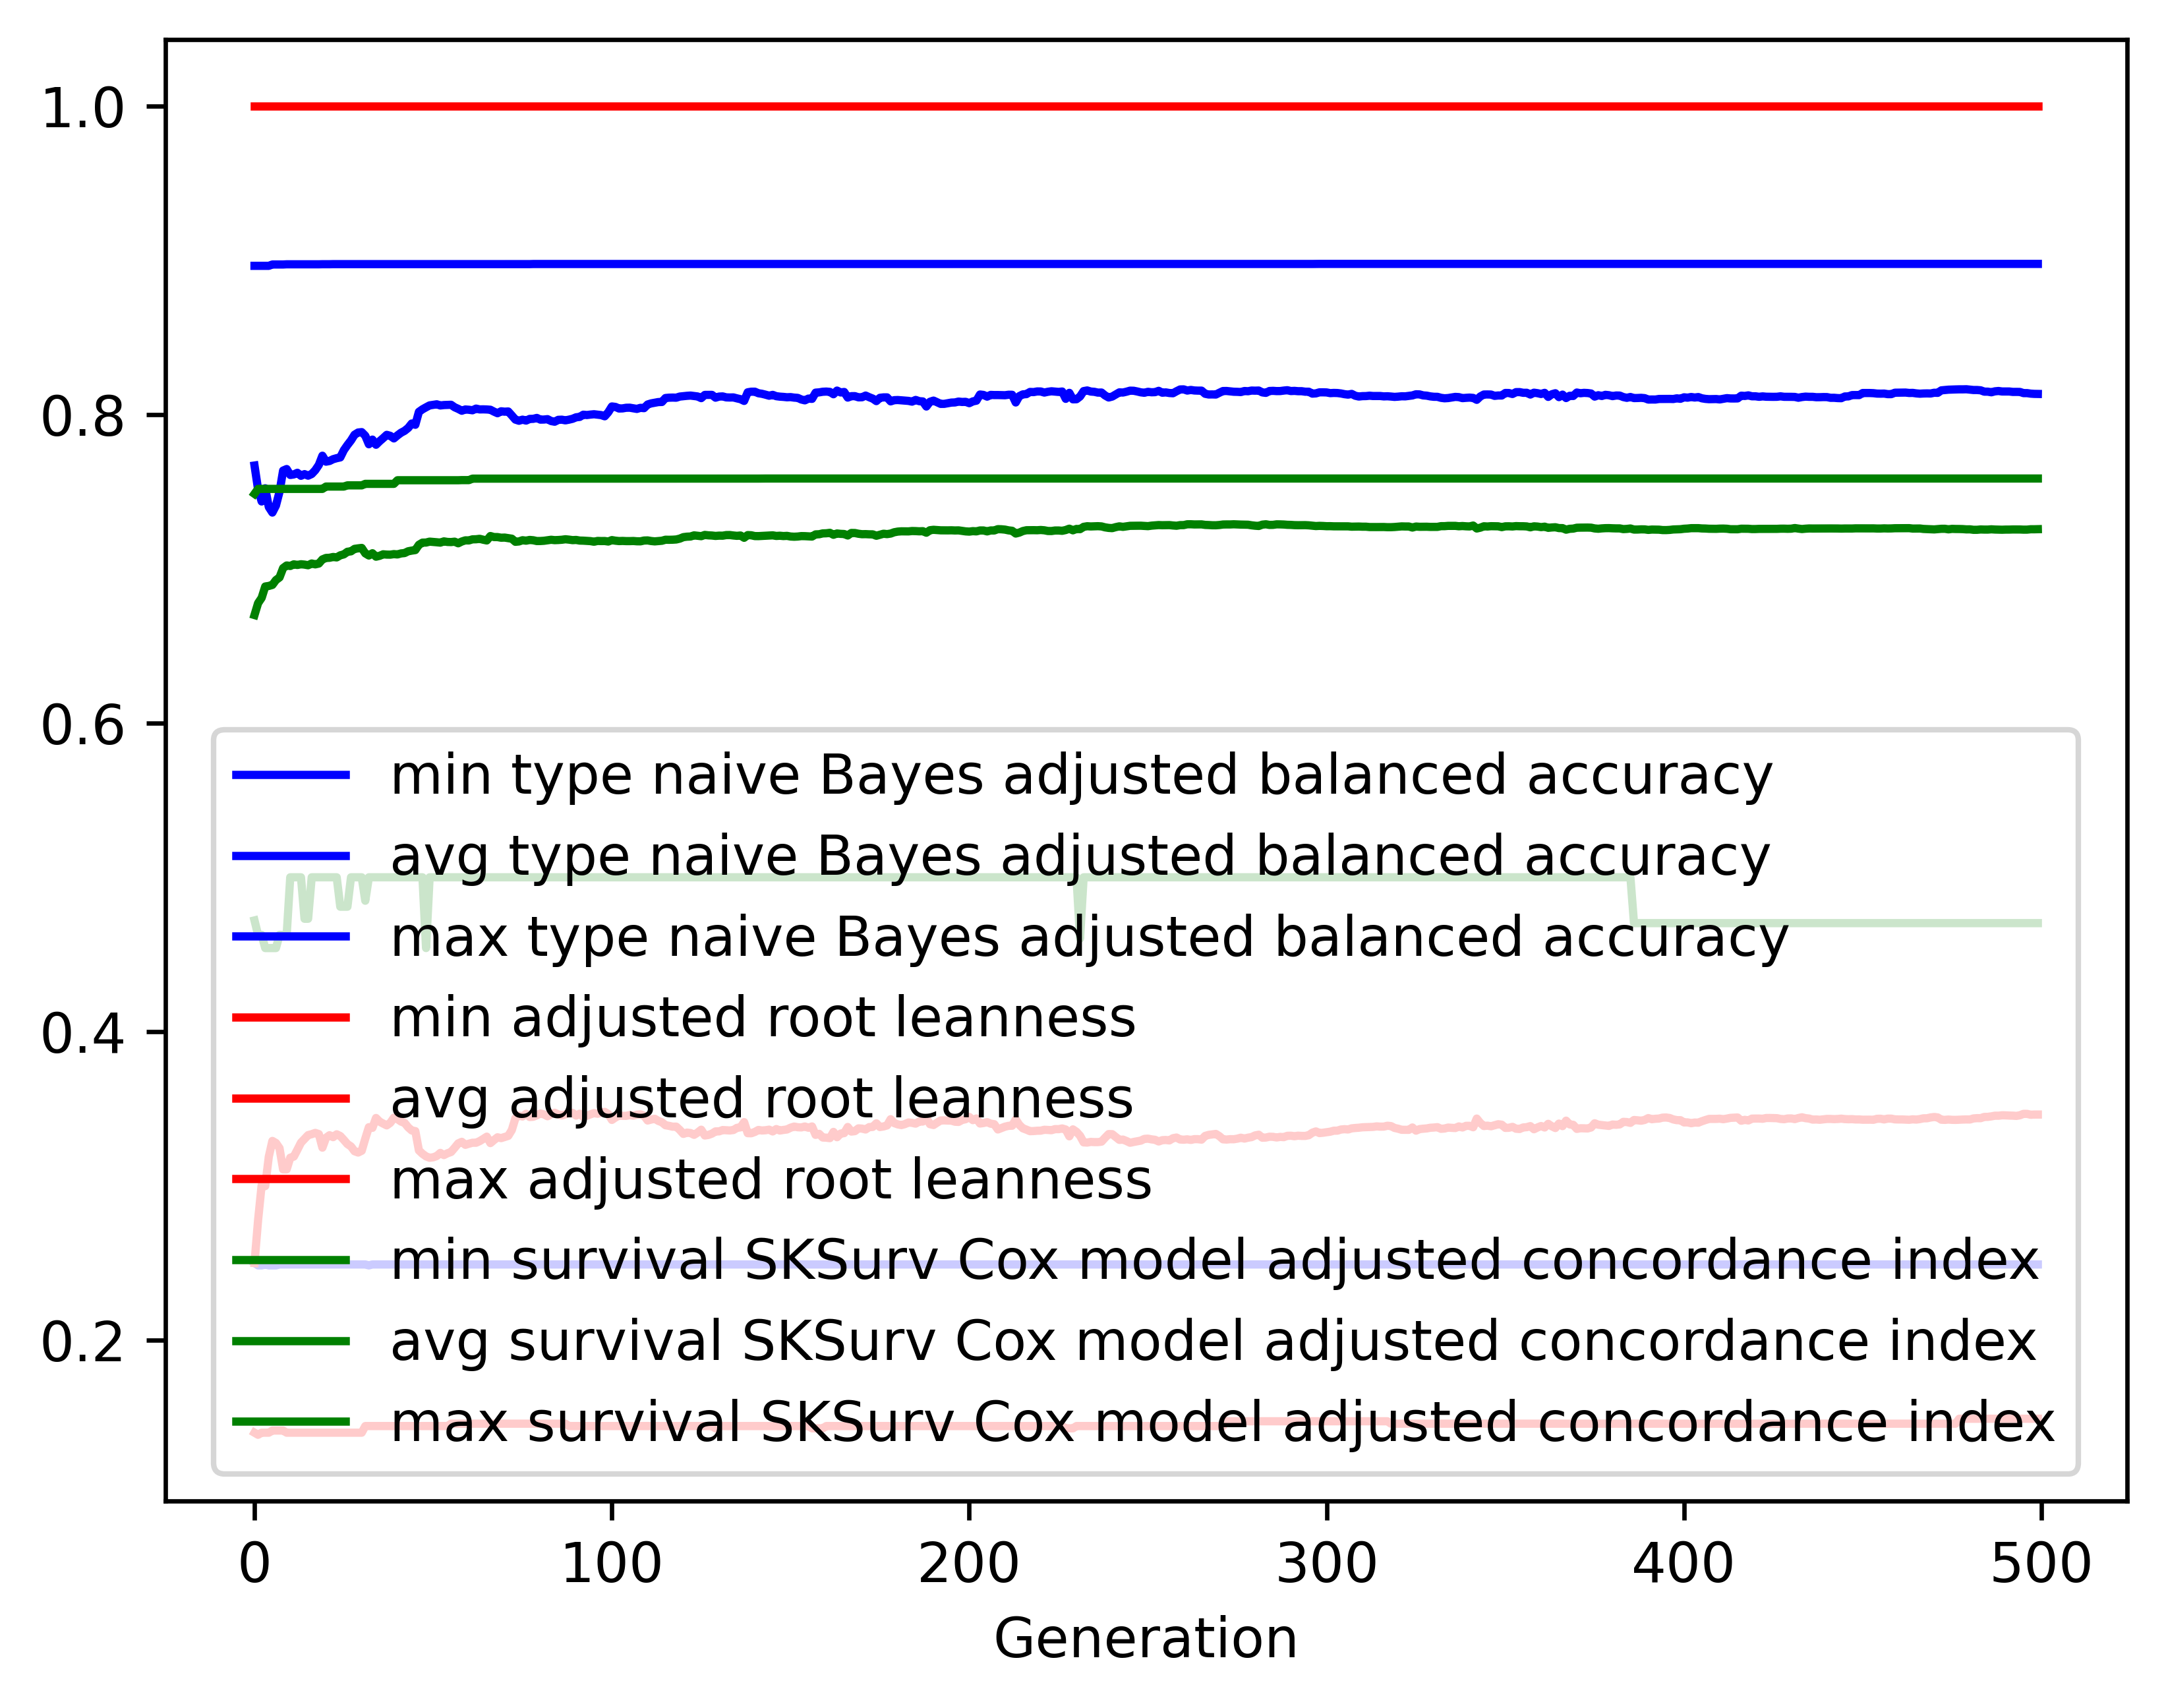 1.0
0.8
0.6
0.4
0.2
min type naive Bayes adjusted balanced accuracy
avg type naive Bayes adjusted balanced accuracy
max type naive Bayes adjusted balanced accuracy
min adjusted root leanness
avg adjusted root leanness
max adjusted root leanness
min survival SKSurv Cox model adjusted concordance index
avg survival SKSurv Cox model adjusted concordance index
max survival SKSurv Cox model adjusted concordance index
0 100 200 300 400 500
Generation